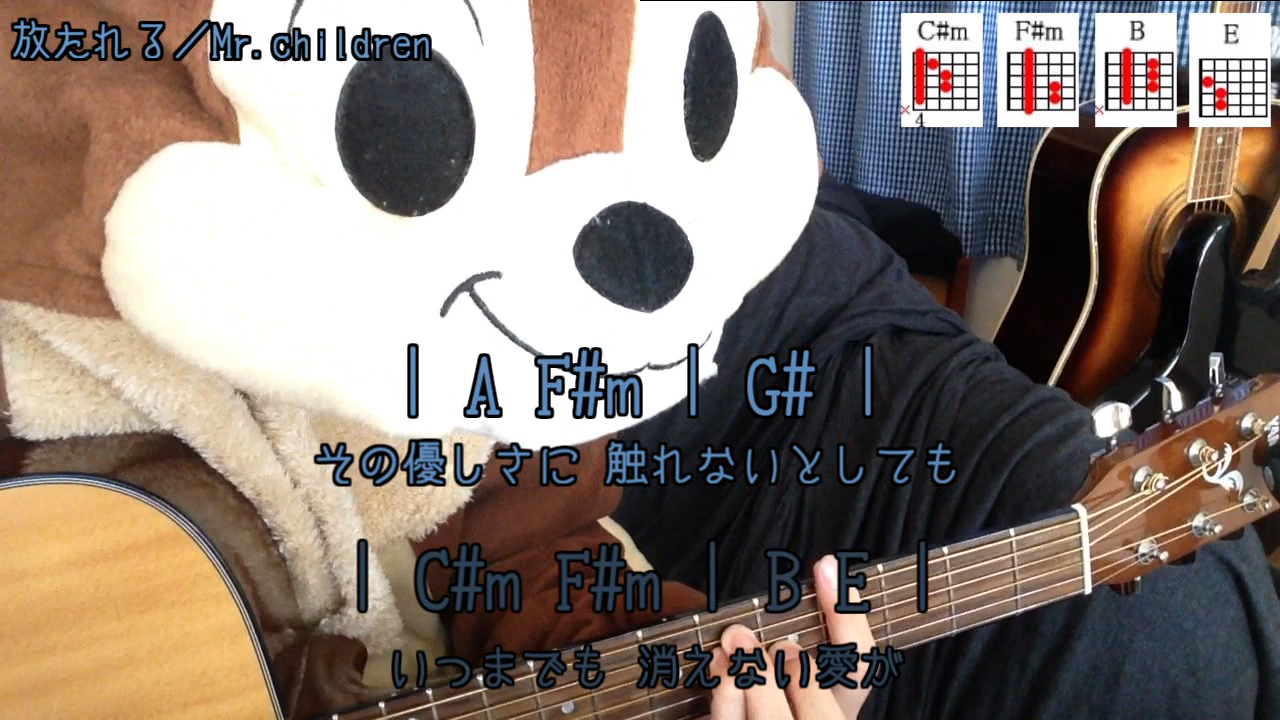 放たれる／Mr.children
C#m F#m B E
× ×
4
| A F#m | G# |
その優しさに 触れないとしても
| C#m F#m | B E |
いつまでも 消えない愛が